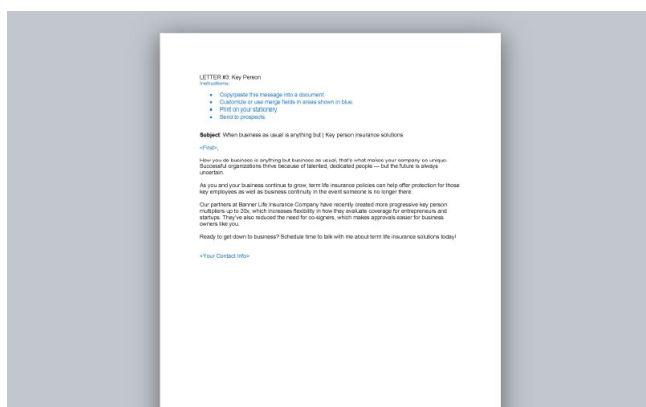 LETTER #3: Key Person
Instructions:
Copy/paste this message into a document
Customize or use merge fields in areas shown in blue.
Print on your stationery.
Send to prospects.
Subject: When business as usual is anything but | Key person insurance solutions
<First>,
How you do business is anything but business as usual, that's what makes your company so unique.
Successful organizations thrive because of talented, dedicated people — but the future is always
uncertain.
As you and your business continue to grow, term life insurance policies can help offer protection for those
key employees as well as business continuity in the event someone is no longer there.
Our partners at Banner Life Insurance Company have recently created more progressive key person
multipliers up to 20x, which increases flexibility in how they evaluate coverage for entrepreneurs and
startups. They've also reduced the need for co-signers, which makes approvals easier for business
owners like you.
Ready to get down to business? Schedule time to talk with me about term life insurance solutions today!
<Your Contact Info>